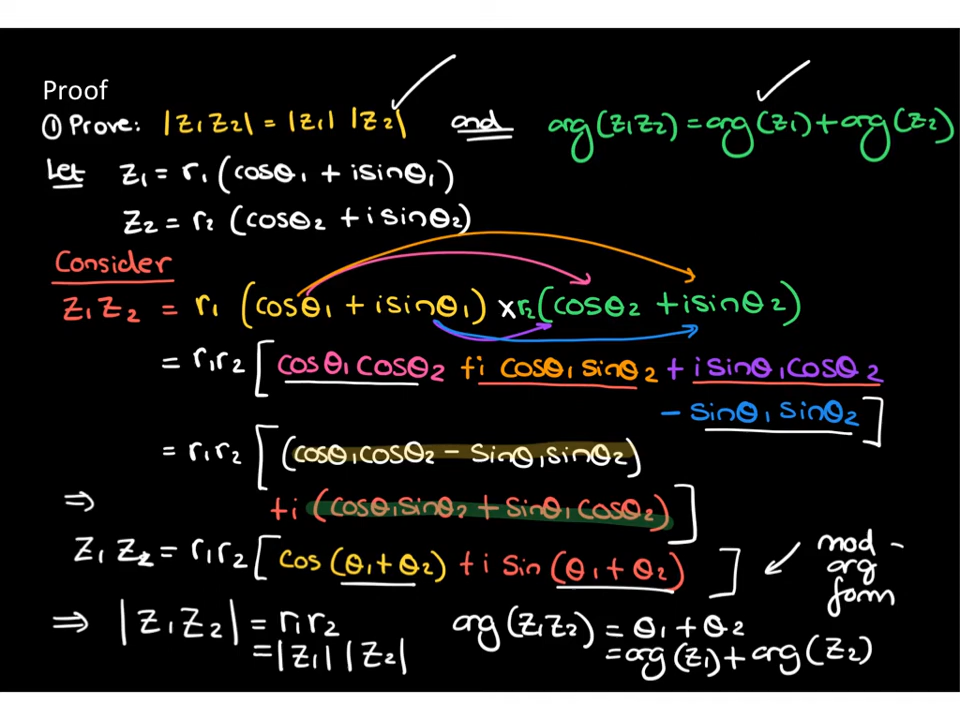 Proof
① Prove: |z₁z₂| = |z₁| |z₂| and arg(z₁z₂) = arg(z₁) + arg(z₂)
Let z₁ = r₁ (cosθ₁ + isinθ₁)
z₂ = r₂ (cosθ₂ + isinθ₂)
Consider
z₁z₂ = r₁ (cosθ₁ + isinθ₁) × r₂(cosθ₂ + isinθ₂)
= r₁r₂ [cosθ₁cosθ₂ + i cosθ₁sinθ₂ + isinθ₁cosθ₂
− sinθ₁sinθ₂]
= r₁r₂ [(cosθ₁cosθ₂ − sinθ₁sinθ₂)
⇒ +i (cosθ₁sinθ₂ + sinθ₁cosθ₂)]
z₁z₂ = r₁r₂ [cos (θ₁ + θ₂) + i sin (θ₁ + θ₂)]
mod -
arg
form
⇒ |z₁z₂| = r₁r₂ arg(z₁z₂) = θ₁ + θ₂
= |z₁| |z₂| = arg(z₁) + arg(z₂)